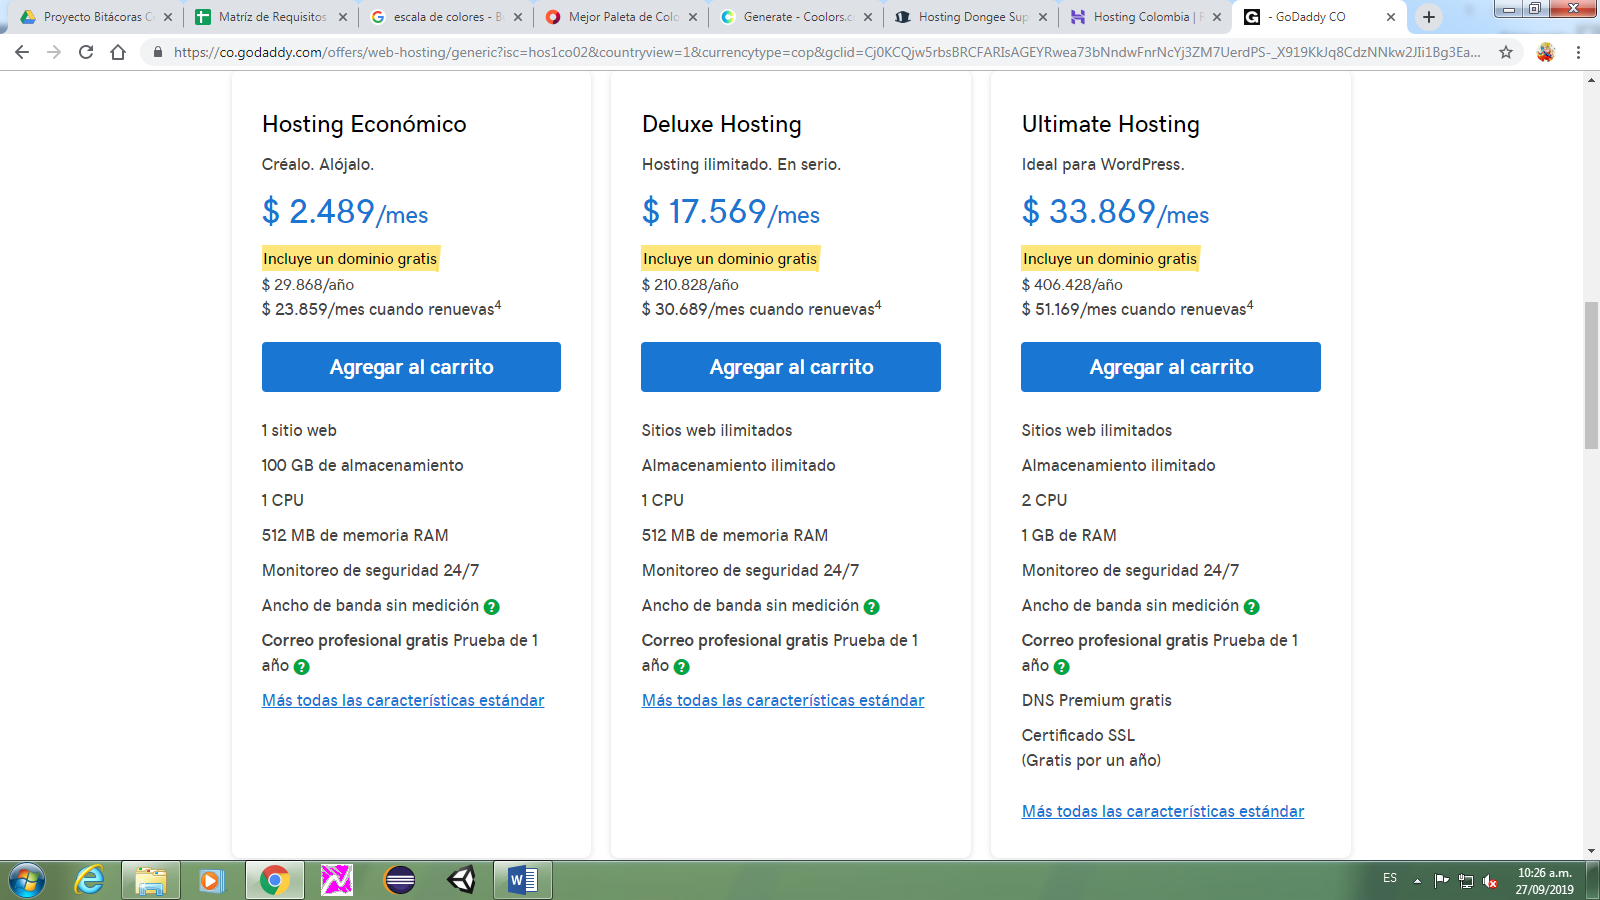 Proyecto Bitácoras C
Matríz de Requisitos
escala de colores - B
Mejor Paleta de Colo
Generate - Coolors.c
Hosting Dongee Sup
Hosting Colombia |
- GoDaddy CO
https://co.godaddy.com/offers/web-hosting/generic?isc=hos1co02&countryview=1&currencytype=cop&gclid=Cj0KCQjw5rbsBRCFARIsAGEYRwea73bNndwFnrNcYj3ZM7UerdPS-_X919KkJq8CdzNNkw2JIi1Bg3Ea...
Hosting Económico
Créalo. Alójalo.
$ 2.489/mes
Incluye un dominio gratis
$ 29.868/año
$ 23.859/mes cuando renuevas4
Agregar al carrito
1 sitio web
100 GB de almacenamiento
1 CPU
512 MB de memoria RAM
Monitoreo de seguridad 24/7
Ancho de banda sin medición ?
Correo profesional gratis Prueba de 1
año ?
Más todas las características estándar
Deluxe Hosting
Hosting ilimitado. En serio.
$ 17.569/mes
Incluye un dominio gratis
$ 210.828/año
$ 30.689/mes cuando renuevas4
Agregar al carrito
Sitios web ilimitados
Almacenamiento ilimitado
1 CPU
512 MB de memoria RAM
Monitoreo de seguridad 24/7
Ancho de banda sin medición ?
Correo profesional gratis Prueba de 1
año ?
Más todas las características estándar
Ultimate Hosting
Ideal para WordPress.
$ 33.869/mes
Incluye un dominio gratis
$ 406.428/año
$ 51.169/mes cuando renuevas4
Agregar al carrito
Sitios web ilimitados
Almacenamiento ilimitado
2 CPU
1 GB de RAM
Monitoreo de seguridad 24/7
Ancho de banda sin medición ?
Correo profesional gratis Prueba de 1
año ?
DNS Premium gratis
Certificado SSL
(Gratis por un año)
Más todas las características estándar
ES
10:26 a.m.
27/09/2019